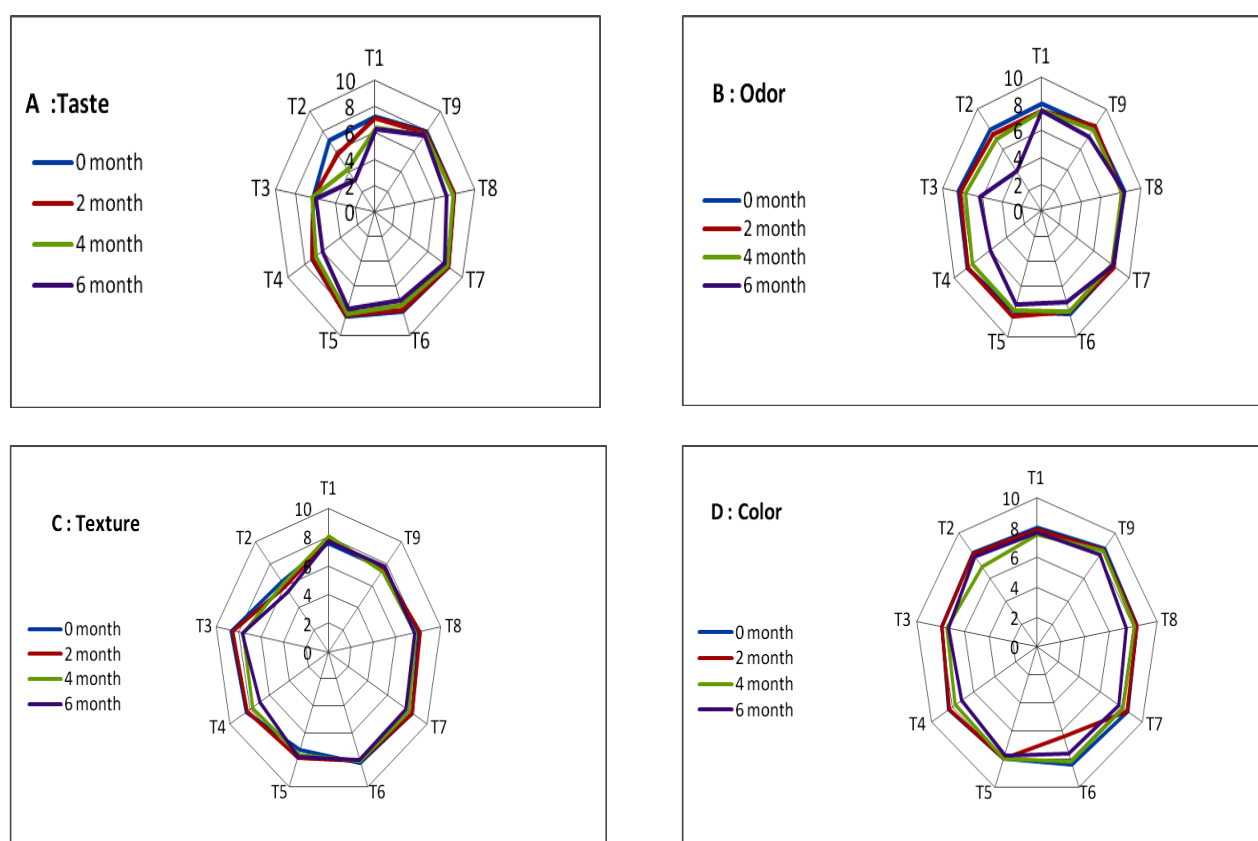 A :Taste
0 month
2 month
4 month
6 month
T1
T9
T8
T7
T6
T5
T4
T3
T2
10
8
6
4
2
0
B : Odor
0 month
2 month
4 month
6 month
T1
T9
T8
T7
T6
T5
T4
T3
T2
10
8
6
4
2
0
C : Texture
0 month
2 month
4 month
6 month
T1
T9
T8
T7
T6
T5
T4
T3
T2
10
8
6
4
2
0
D : Color
0 month
2 month
4 month
6 month
T1
T9
T8
T7
T6
T5
T4
T3
T2
10
8
6
4
2
0